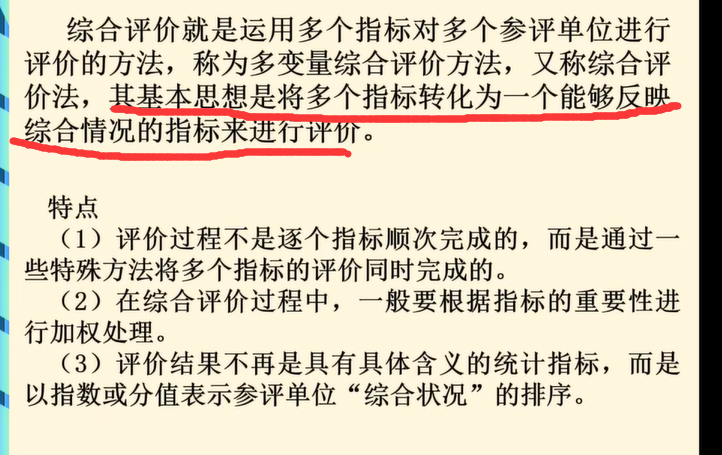 综合评价就是运用多个指标对多个参评单位进行
评价的方法，称为多变量综合评价方法，又称综合评
价法，其基本思想是将多个指标转化为一个能够反映
综合情况的指标来进行评价。
特点
（1）评价过程不是逐个指标顺次完成的，而是通过一
些特殊方法将多个指标的评价同时完成的。
（2）在综合评价过程中，一般要根据指标的重要性进
行加权处理。
（3）评价结果不再是具有具体含义的统计指标，而是
以指数或分值表示参评单位“综合状况”的排序。